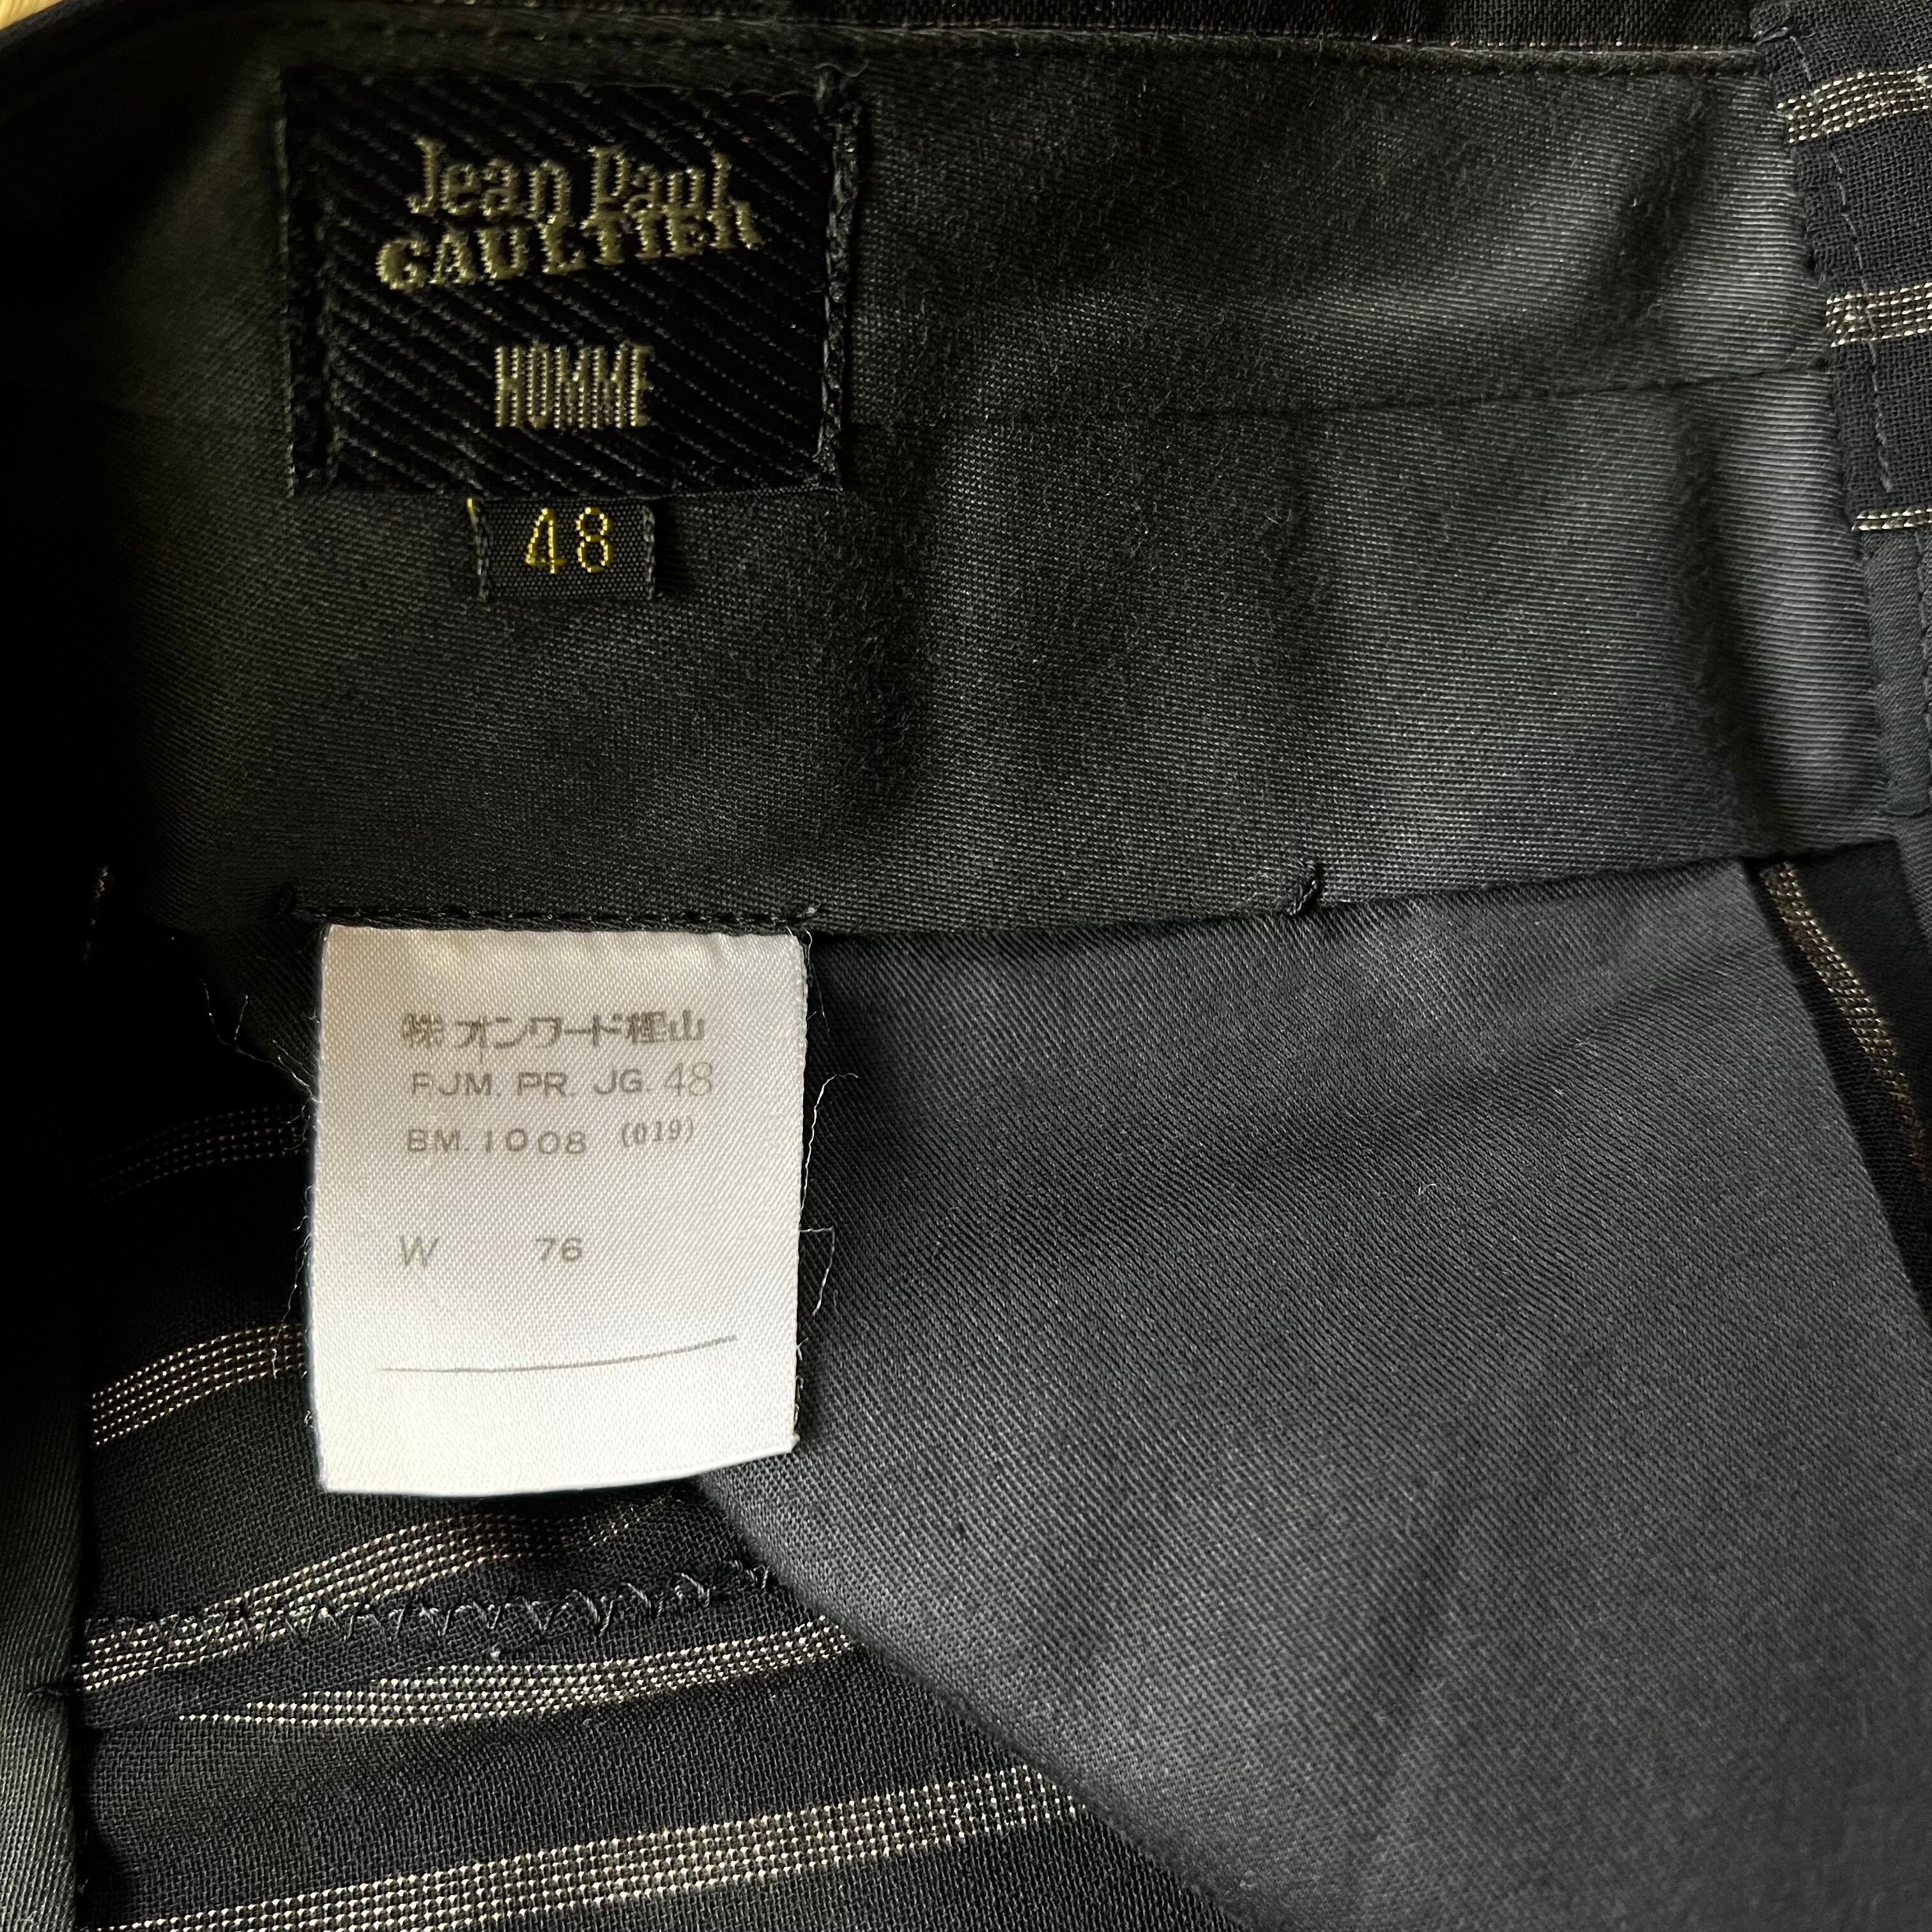 Jean Paul
GAULTIER
HOMME
48
㈱オンワード樫山
FJM. PR. JG. 48
BM. 1008 (019)
W 76